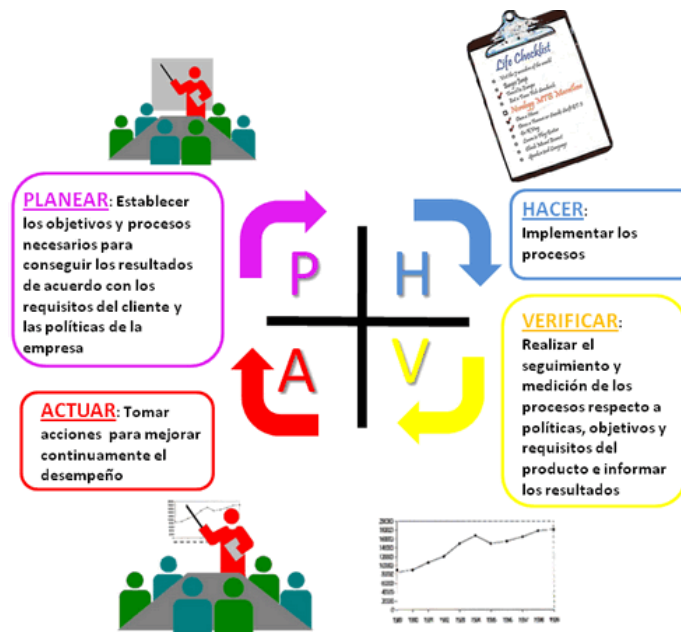 Life Checklist
PLANEAR: Establecer
los objetivos y procesos
necesarios para
conseguir los resultados
de acuerdo con los
requisitos del cliente y
las políticas de la
empresa
P
H
HACER:
Implementar los
procesos
A
V
VERIFICAR:
Realizar el
seguimiento y
medición de los
procesos respecto a
políticas, objetivos y
requisitos del
producto e informar
los resultados
ACTUAR: Tomar
acciones para mejorar
continuamente el
desempeño